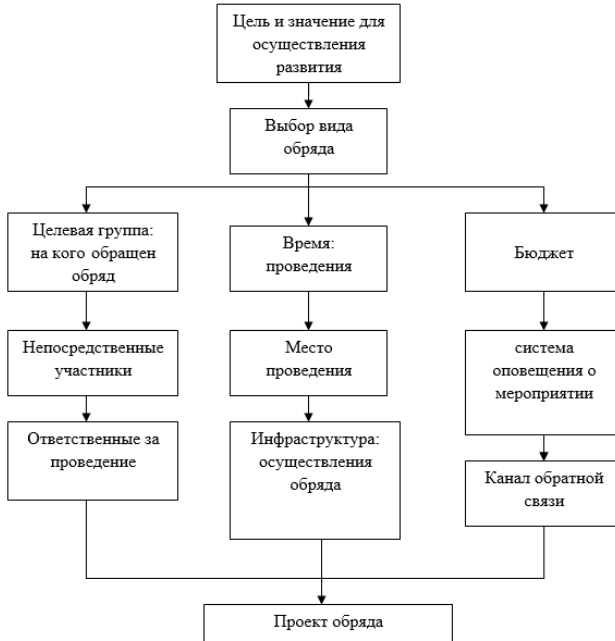 Цель и значение для
осуществления
развития
Выбор вида
обряда
Целевая группа:
на кого обращен
обряд
Время:
проведения
Бюджет
Непосредственные
участники
Место
проведения
система
оповещения о
мероприятии
Ответственные за
проведение
Инфраструктура:
осуществления
обряда
Канал обратной
связи
Проект обряда